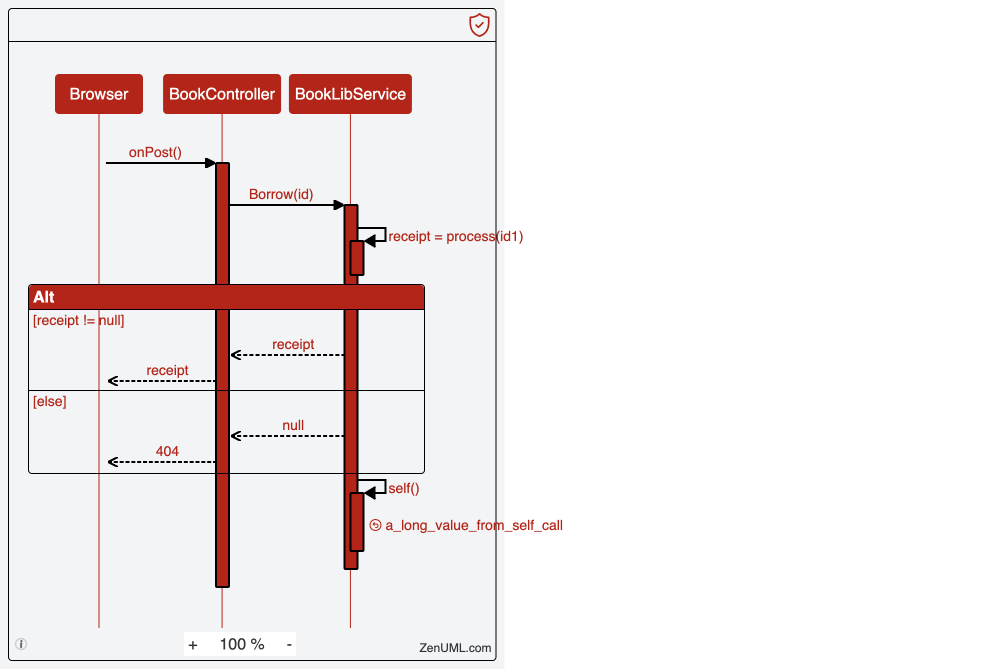 Browser
BookController
BookLibService
onPost()
Borrow(id)
receipt = process(id1)
Alt
[receipt != null]
receipt
receipt
[else]
null
404
self()
a_long_value_from_self_call
+ 100 % -
ZenUML.com